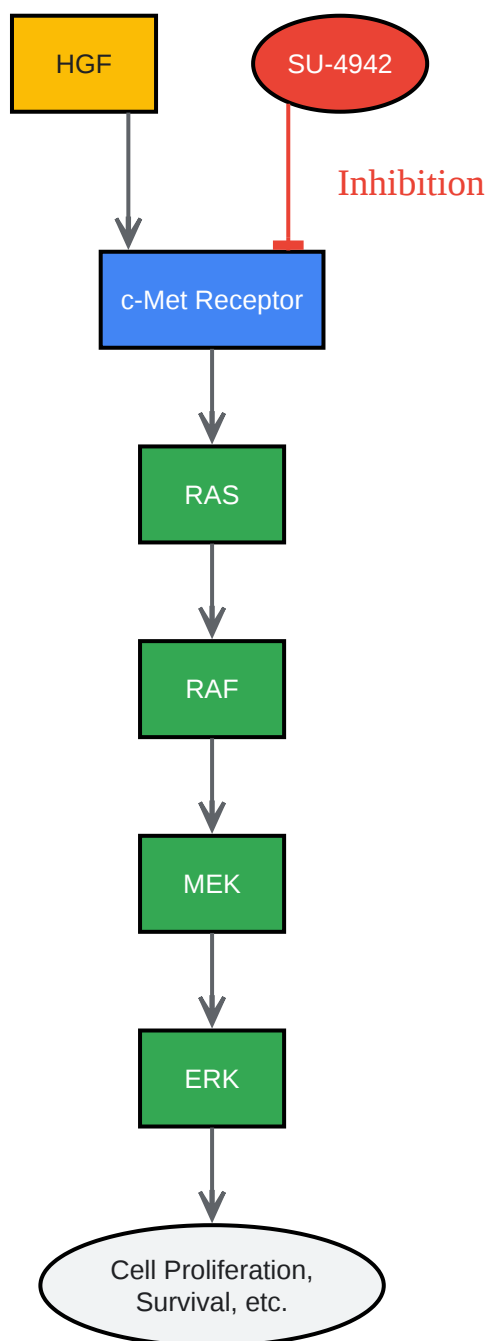 HGF
SU-4942
Inhibition
c-Met Receptor
RAS
RAF
MEK
ERK
Cell Proliferation,
Survival, etc.